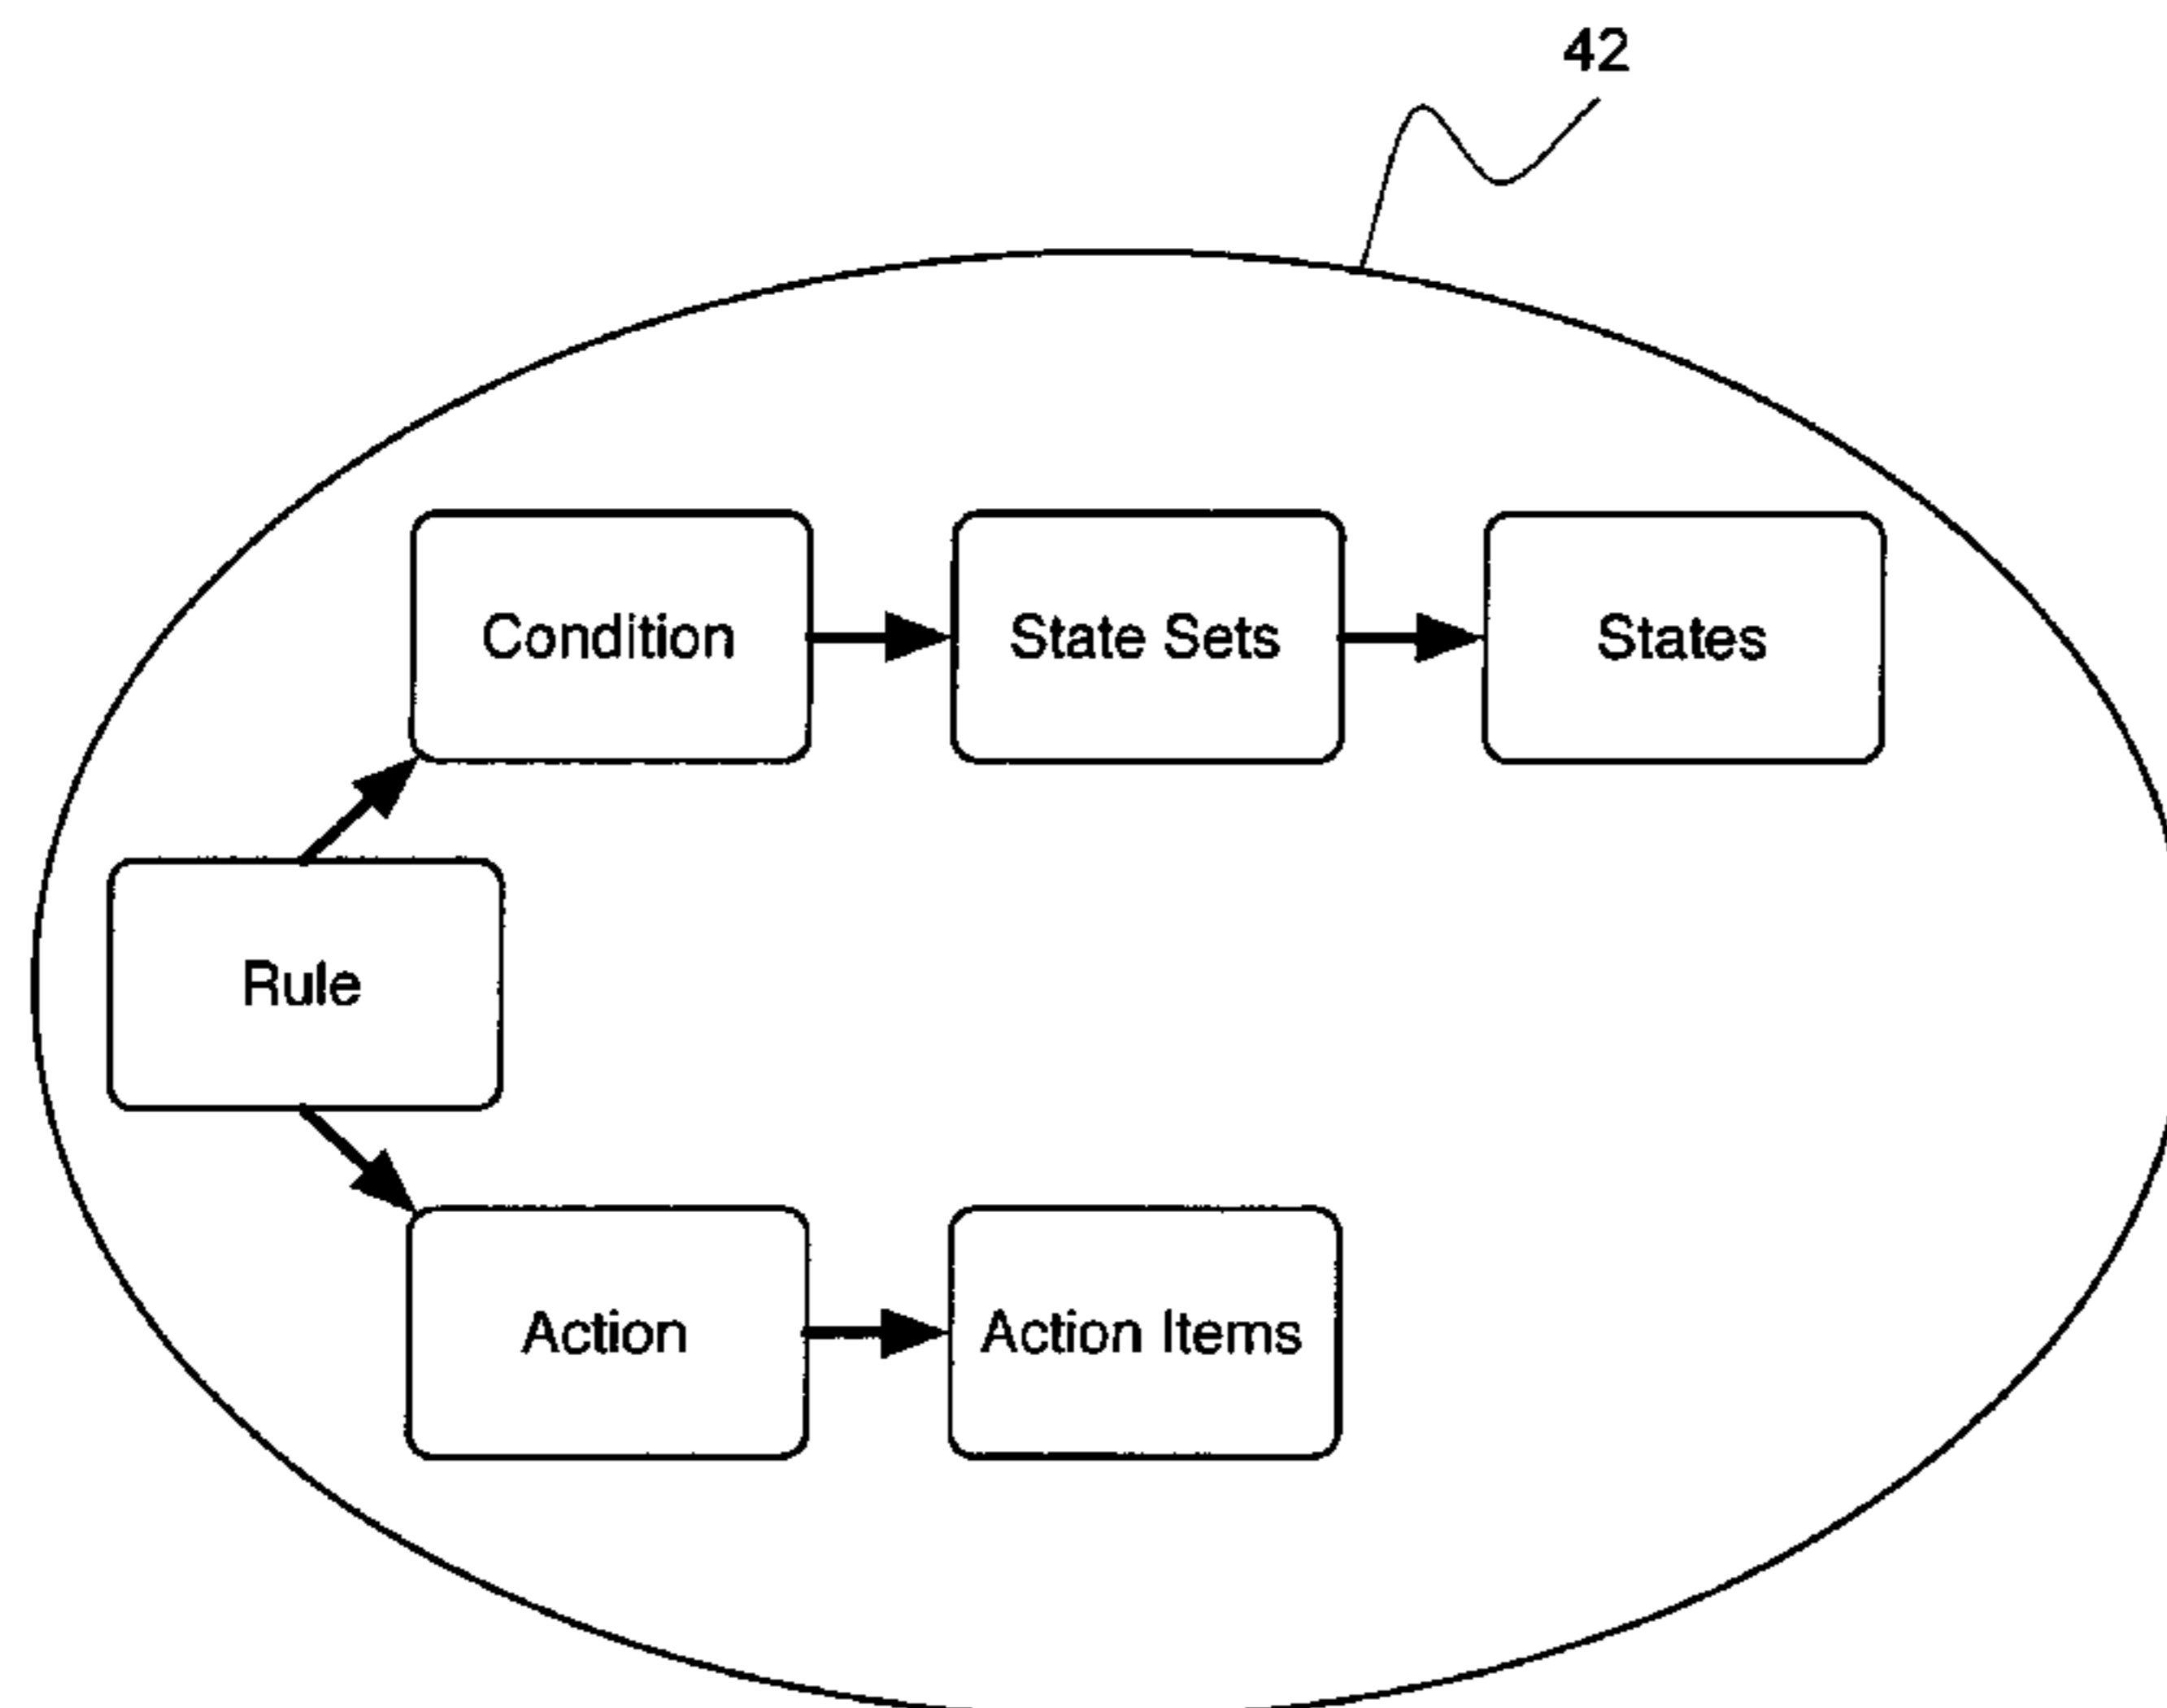 42
Condition
State Sets
States
Rule
Action
Action Items